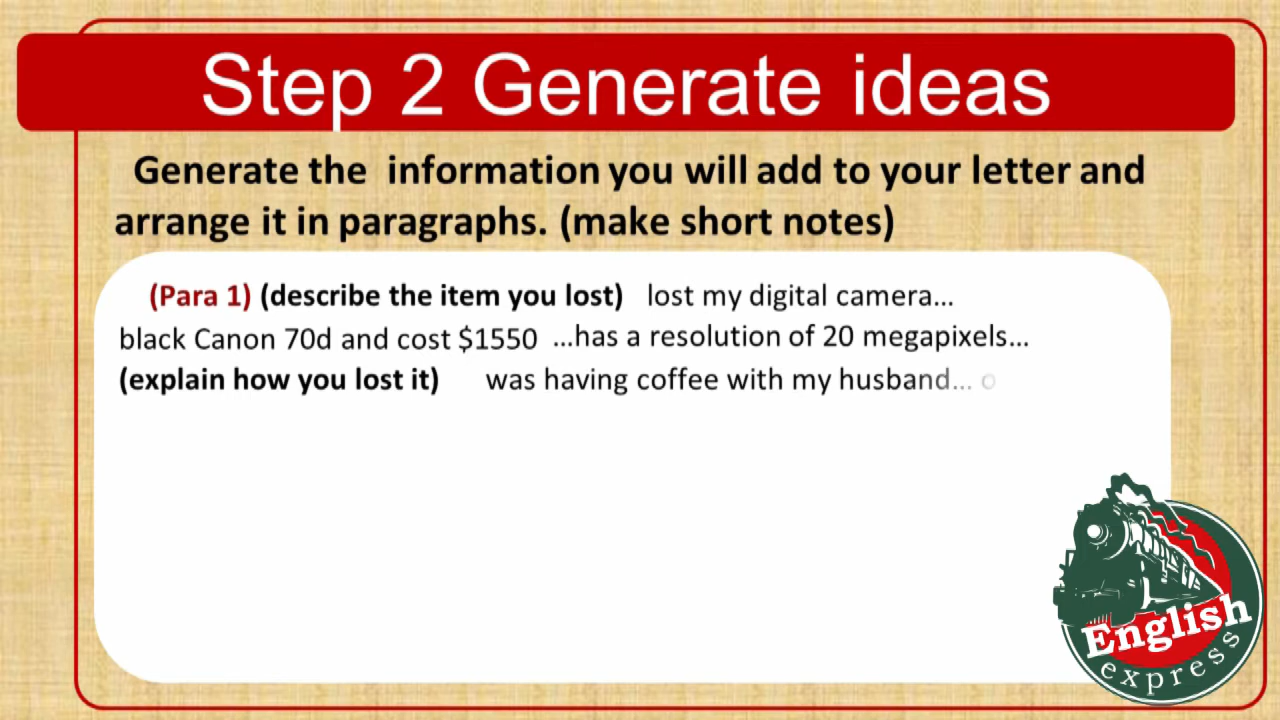 Step 2 Generate ideas
Generate the information you will add to your letter and
arrange it in paragraphs. (make short notes)
(Para 1) (describe the item you lost) lost my digital camera...
black Canon 70d and cost $1550 ...has a resolution of 20 megapixels...
(explain how you lost it) was having coffee with my husband... o
English
express